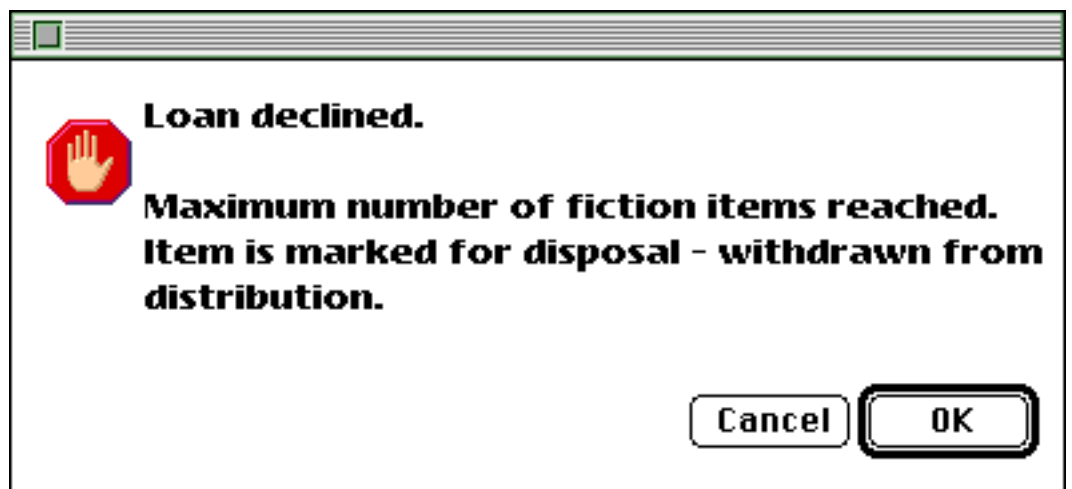 Loan declined.
Maximum number of fiction items reached.
Item is marked for disposal - withdrawn from
distribution.
Cancel
OK